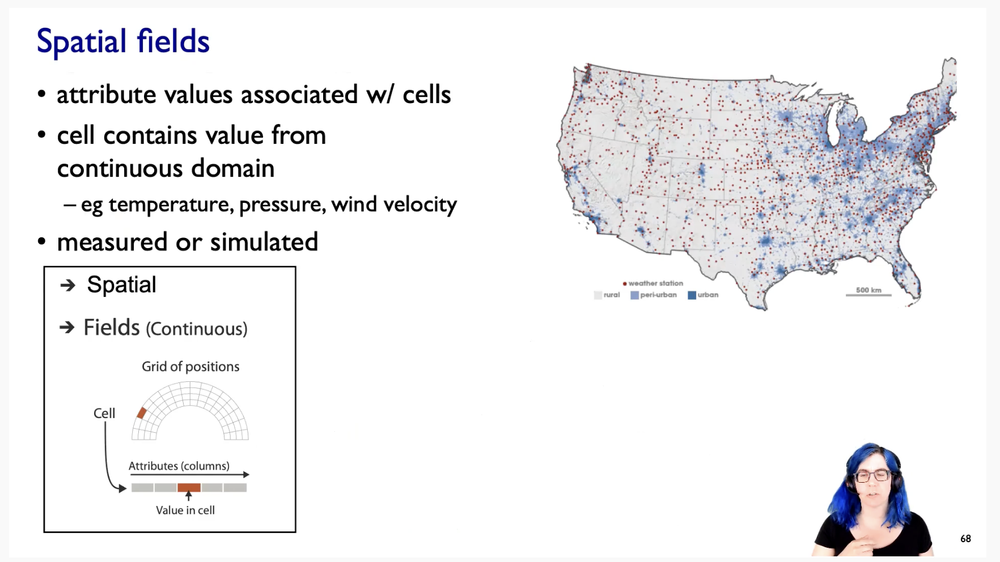 Spatial fields
• attribute values associated w/ cells
• cell contains value from
continuous domain
– eg temperature, pressure, wind velocity
• measured or simulated
➔ Spatial
➔ Fields (Continuous)
Grid of positions
Cell
Attributes (columns)
Value in cell
weather station
rural peri-urban urban
500 km
68